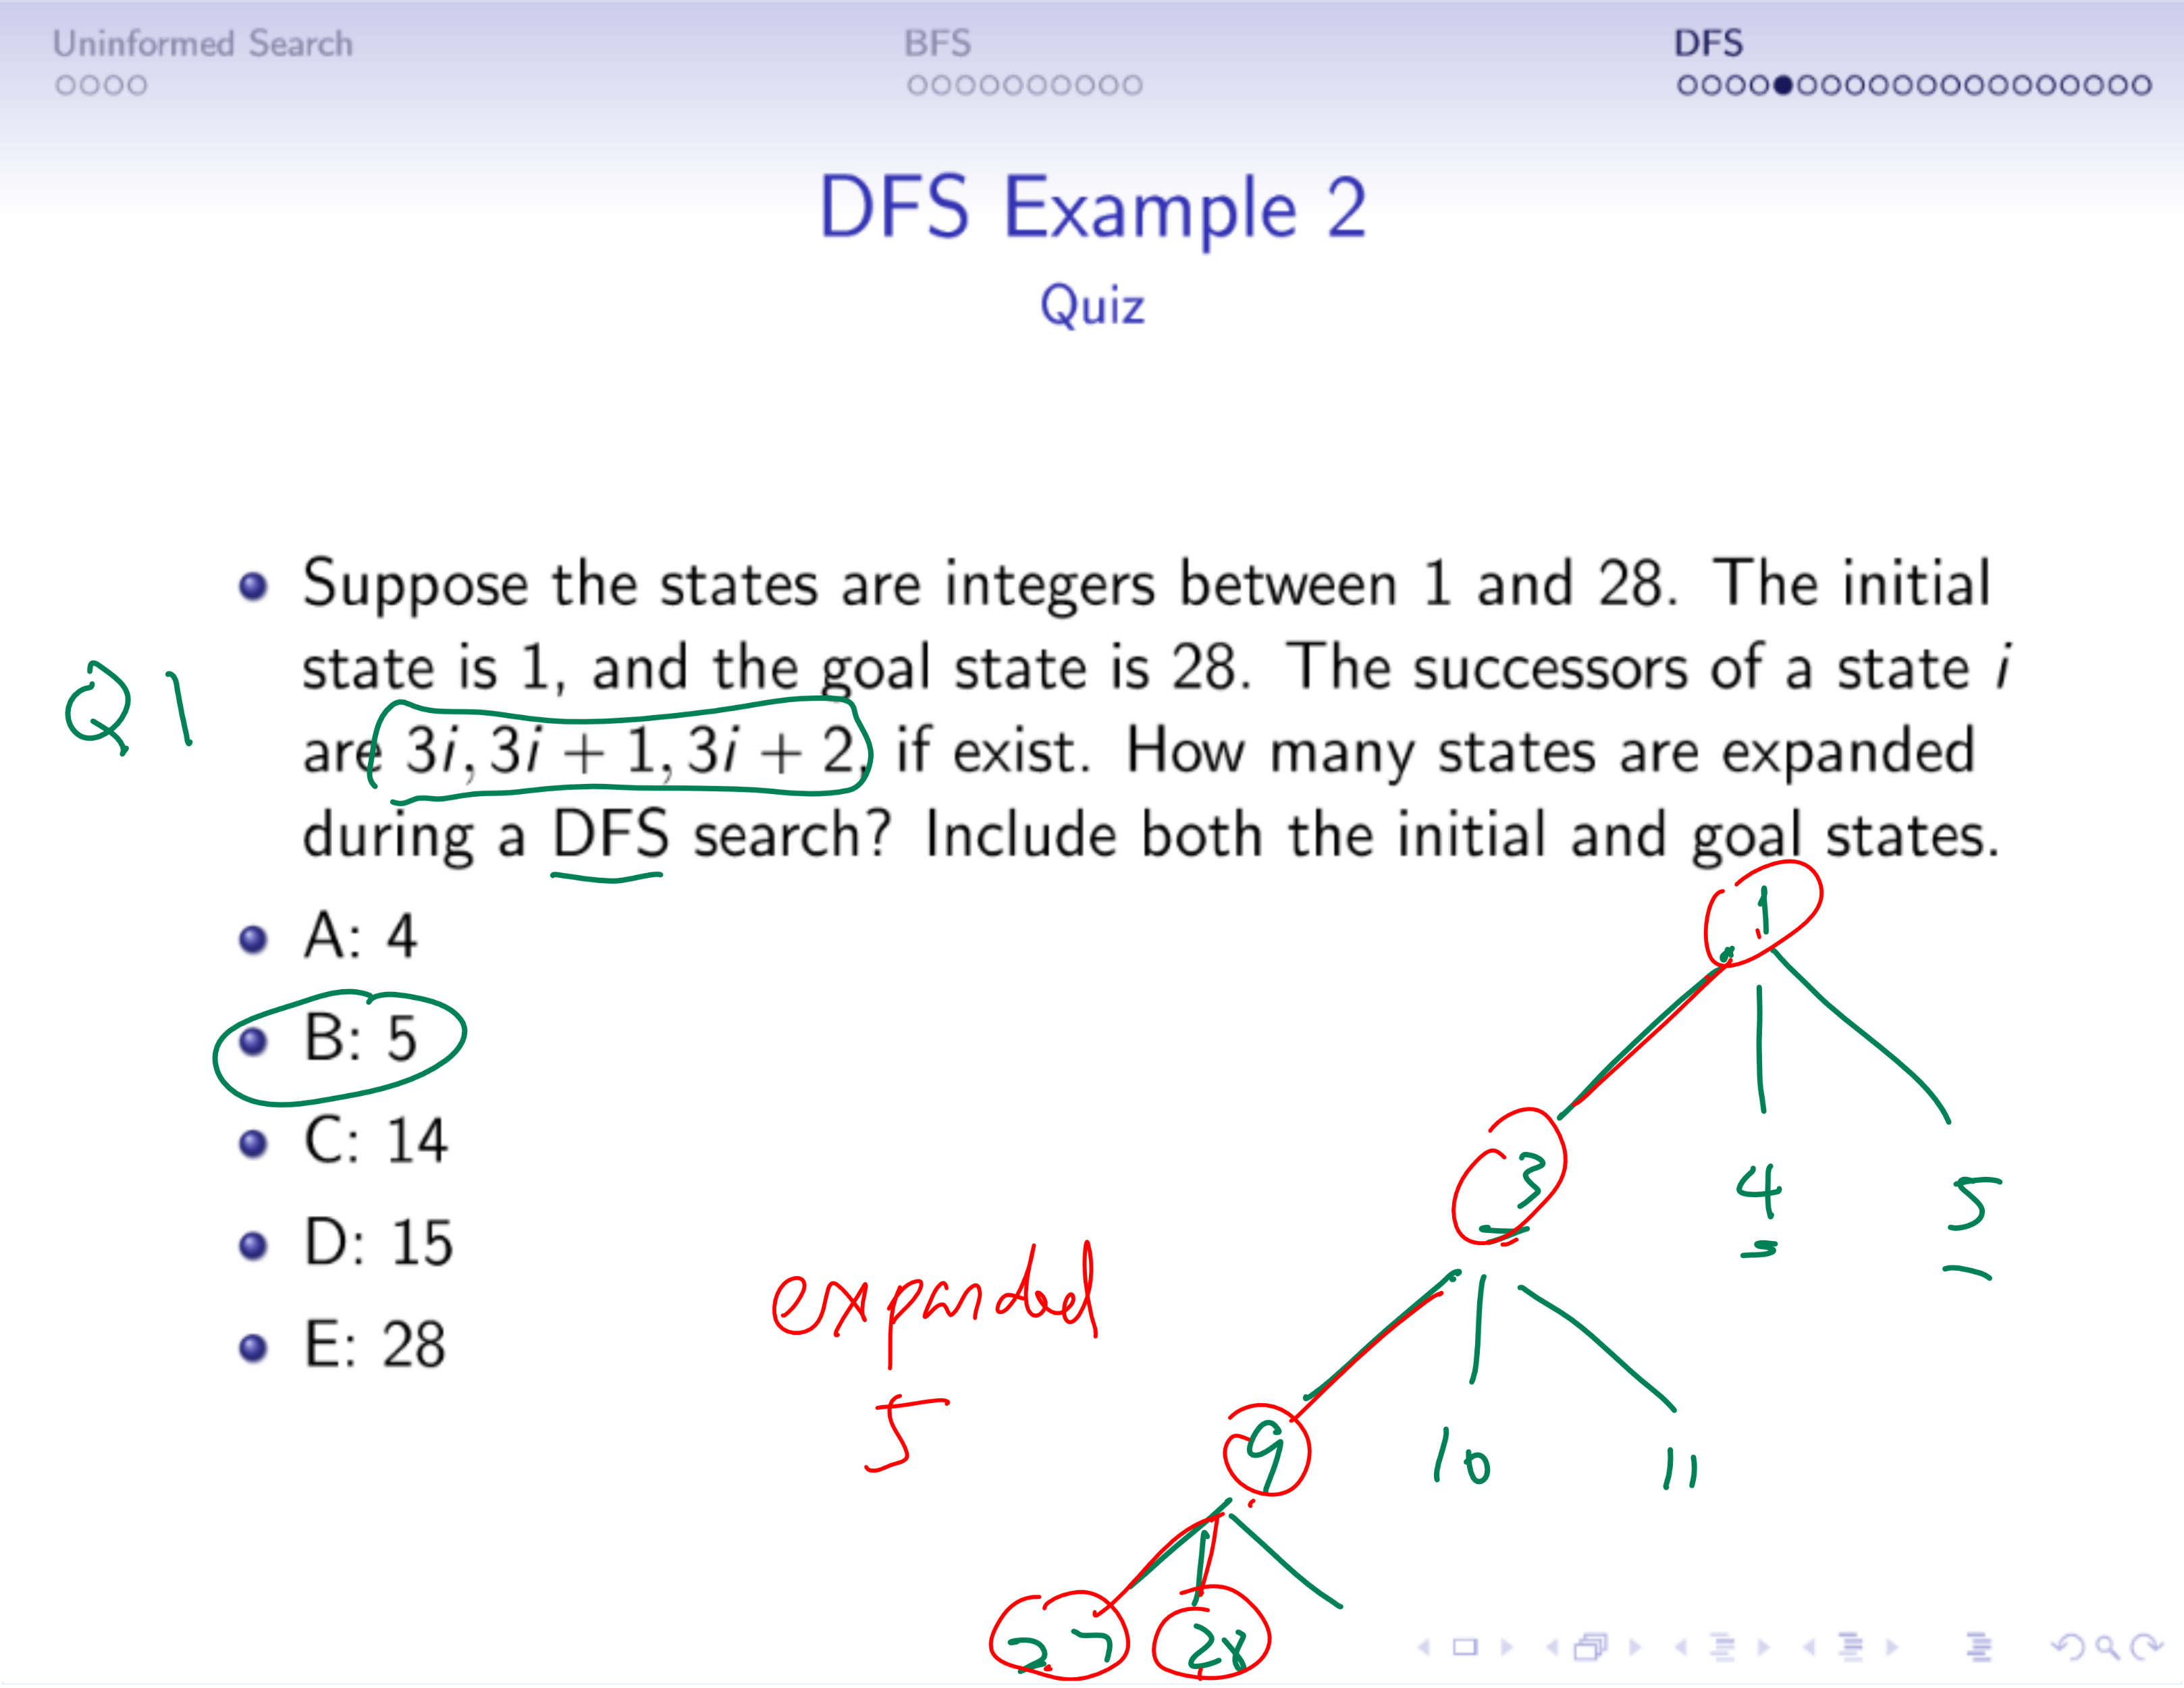 Uninformed Search
BFS
DFS
DFS Example 2
Quiz
Q1
Suppose the states are integers between 1 and 28. The initial
state is 1, and the goal state is 28. The successors of a state i
are 3i, 3i + 1, 3i + 2, if exist. How many states are expanded
during a DFS search? Include both the initial and goal states.
A: 4
B: 5
C: 14
D: 15
E: 28
1
3 4 5
expanded
5
9 10 11
27 28